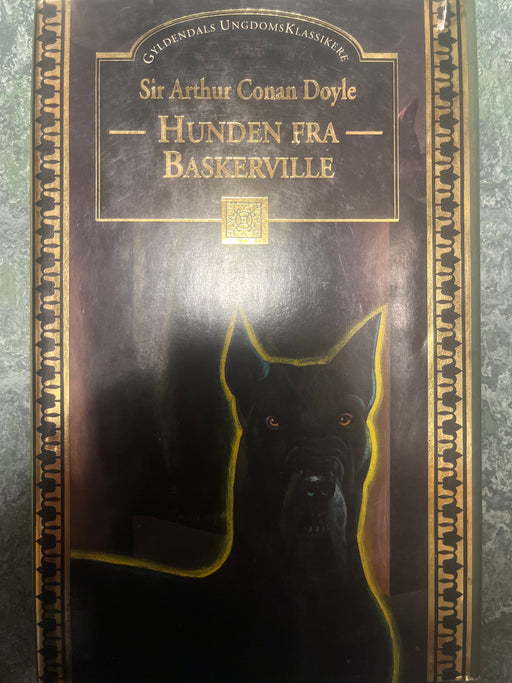 Gyldendals UngdomsKlassikere
Sir Arthur Conan Doyle
Hunden fra
Baskerville